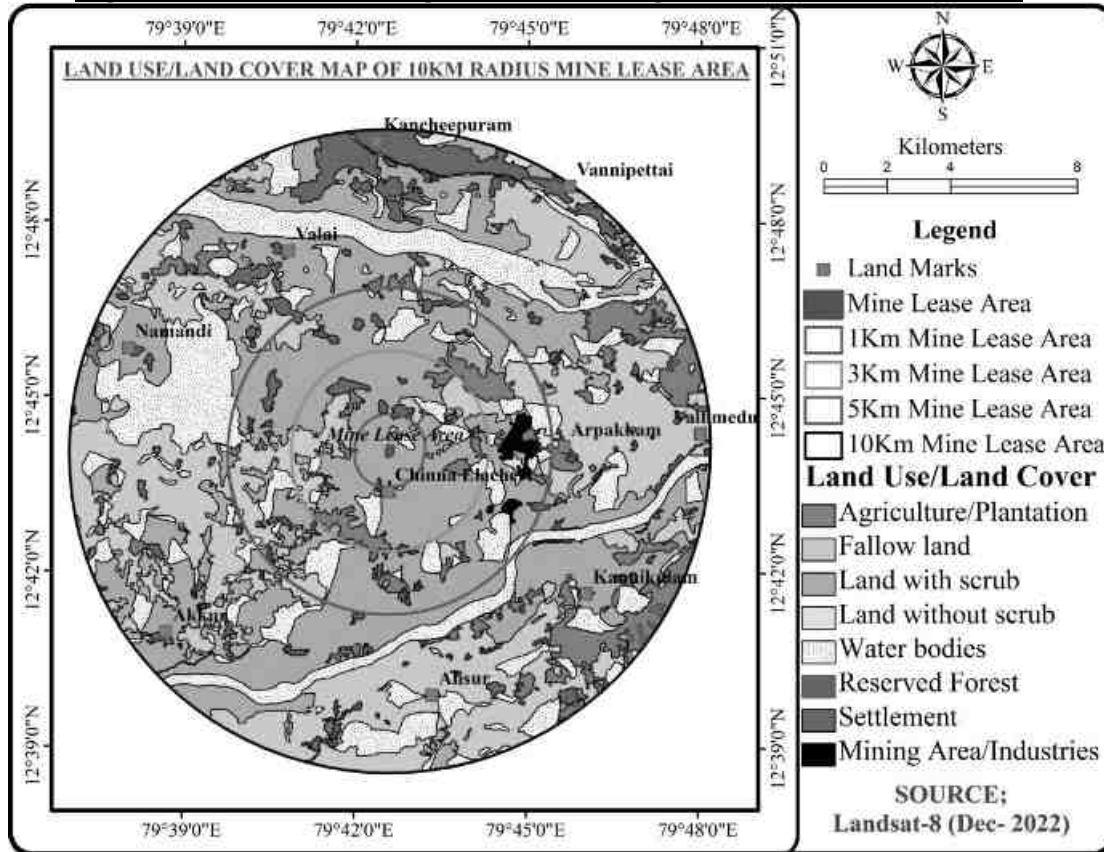 79°39'0"E 79°42'0"E 79°45'0"E 79°48'0"E
LAND USE/LAND COVER MAP OF 10KM RADIUS MINE LEASE AREA
12°51'0"N
12°48'0"N
12°48'0"N
12°45'0"N
12°45'0"N
12°42'0"N
12°42'0"N
12°39'0"N
12°39'0"N
Kancheepuram
Vannipettai
Valai
Namandi
Mine Lease Area
Arpakkam
Akkur
79°39'0"E 79°42'0"E 79°45'0"E 79°48'0"E
N
W E
S
Kilometers
0 2 4 8
Legend
Land Marks
Mine Lease Area
1Km Mine Lease Area
3Km Mine Lease Area
5Km Mine Lease Area
10Km Mine Lease Area
Land Use/Land Cover
Agriculture/Plantation
Fallow land
Land with scrub
Land without scrub
Water bodies
Reserved Forest
Settlement
Mining Area/Industries
SOURCE;
Landsat-8 (Dec- 2022)